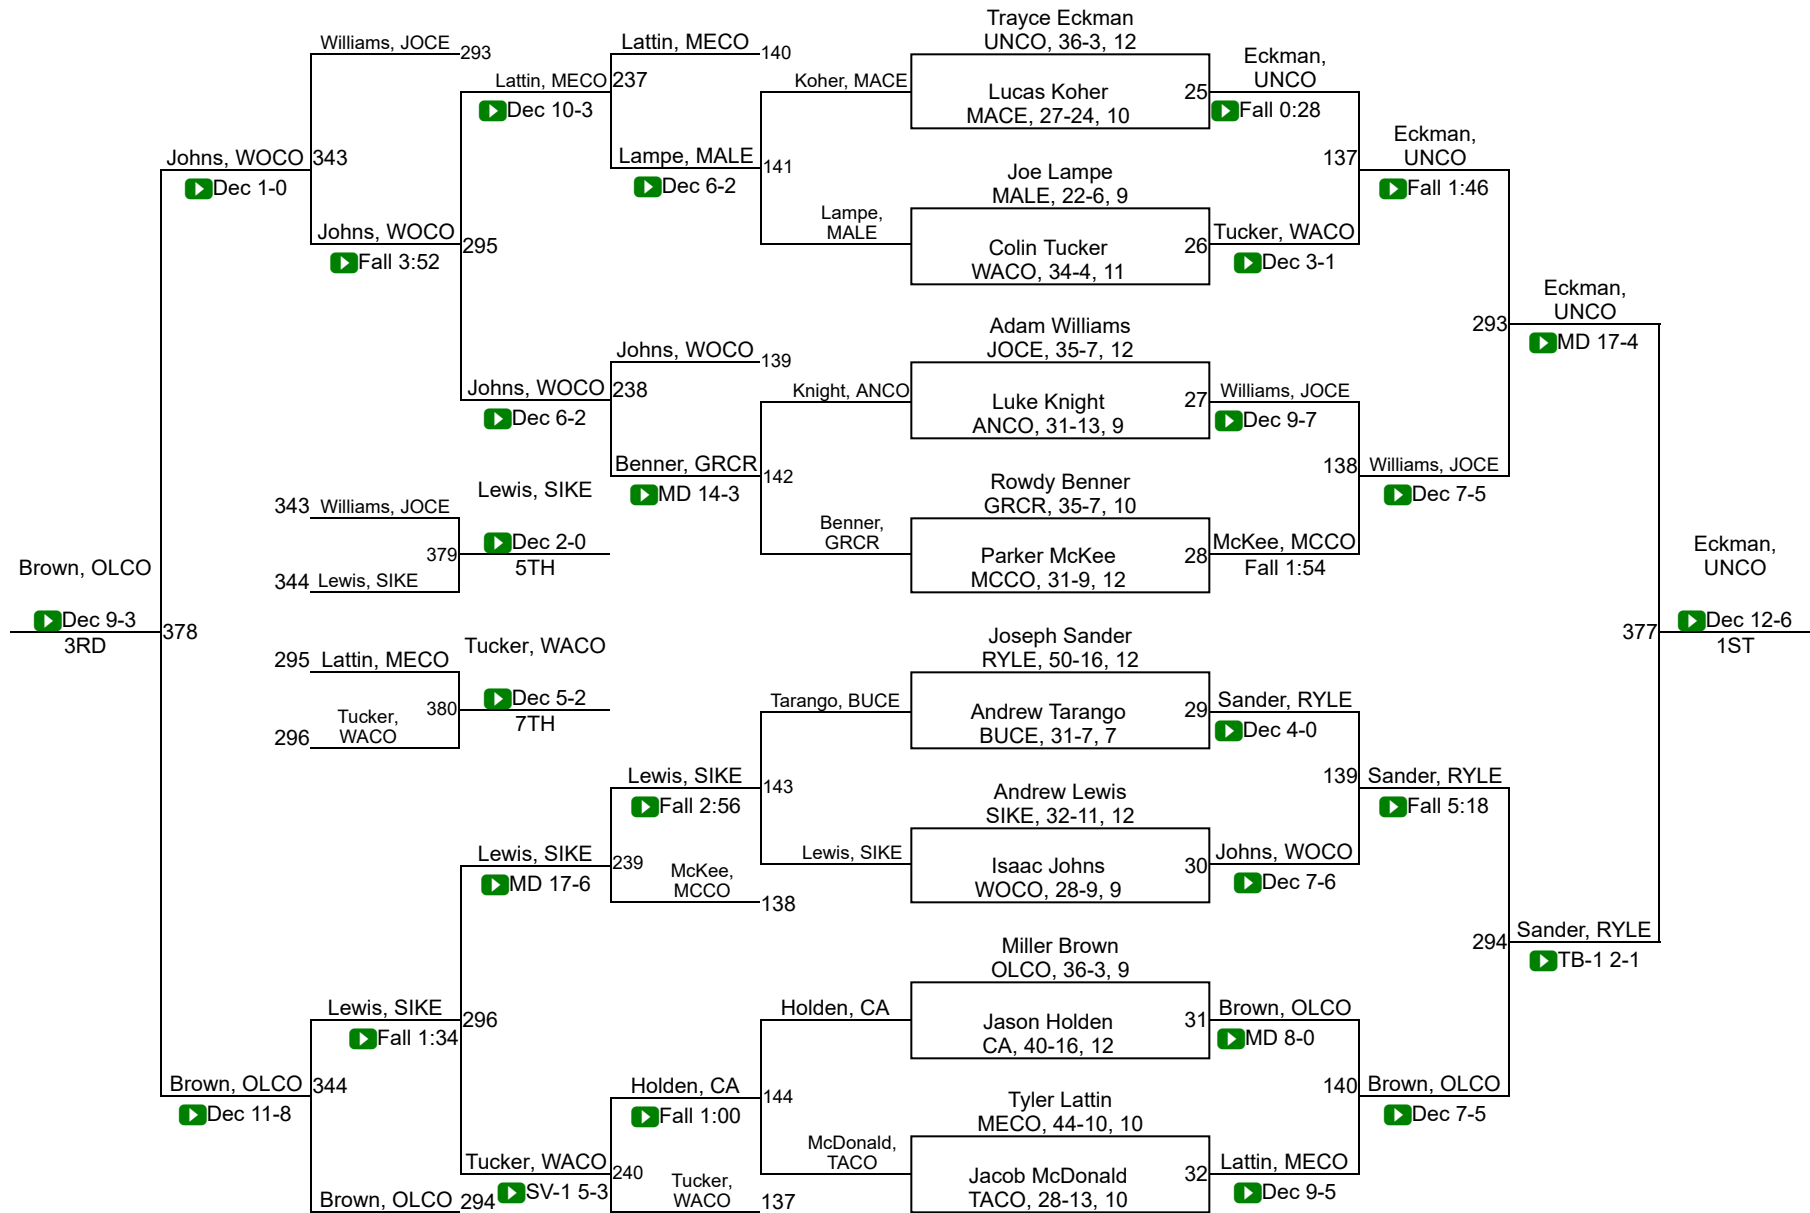 Trayce Eckman
UNCO, 36-3, 12
Lucas Koher
MACE, 27-24, 10
25
Joe Lampe
MALE, 22-6, 9
Colin Tucker
WACO, 34-4, 11
26
Adam Williams
JOCE, 35-7, 12
Luke Knight
ANCO, 31-13, 9
27
Rowdy Benner
GRCR, 35-7, 10
Parker McKee
MCCO, 31-9, 12
28
Joseph Sander
RYLE, 50-16, 12
Andrew Tarango
BUCE, 31-7, 7
29
Andrew Lewis
SIKE, 32-11, 12
Isaac Johns
WOCO, 28-9, 9
30
Miller Brown
OLCO, 36-3, 9
Jason Holden
CA, 40-16, 12
31
Tyler Lattin
MECO, 44-10, 10
Jacob McDonald
TACO, 28-13, 10
32
Eckman,
UNCO
Fall 0:28
137
Tucker, WACO
Dec 3-1
Williams, JOCE
Dec 9-7
138
McKee, MCCO
Fall 1:54
Sander, RYLE
Dec 4-0
139
Johns, WOCO
Dec 7-6
Brown, OLCO
MD 8-0
140
Lattin, MECO
Dec 9-5
Eckman,
UNCO
Fall 1:46
293
Williams, JOCE
Dec 7-5
Sander, RYLE
Fall 5:18
294
Brown, OLCO
Dec 7-5
Eckman,
UNCO
MD 17-4
377
Sander, RYLE
TB-1 2-1
Eckman,
UNCO
Dec 12-6
1ST
Koher, MACE
141
Lampe,
MALE
Knight, ANCO
142
Benner,
GRCR
Tarango, BUCE
143
Lewis, SIKE
Holden, CA
144
McDonald,
TACO
Lattin, MECO
140
237
Lampe, MALE
Dec 6-2
Johns, WOCO
139
238
Benner, GRCR
MD 14-3
Lewis, SIKE
Fall 2:56
239
McKee,
MCCO
138
Holden, CA
Fall 1:00
240
Tucker,
WACO
137
Lattin, MECO
Dec 10-3
295
Johns, WOCO
Dec 6-2
Lewis, SIKE
MD 17-6
296
Tucker, WACO
SV-1 5-3
Williams, JOCE
293
343
Johns, WOCO
Fall 3:52
Lewis, SIKE
Fall 1:34
344
Brown, OLCO
294
Johns, WOCO
Dec 1-0
378
Brown, OLCO
Dec 11-8
Brown, OLCO
Dec 9-3
3RD
343
Williams, JOCE
344
Lewis, SIKE
379
Lewis, SIKE
Dec 2-0
5TH
295
Lattin, MECO
296
Tucker,
WACO
380
Tucker, WACO
Dec 5-2
7TH